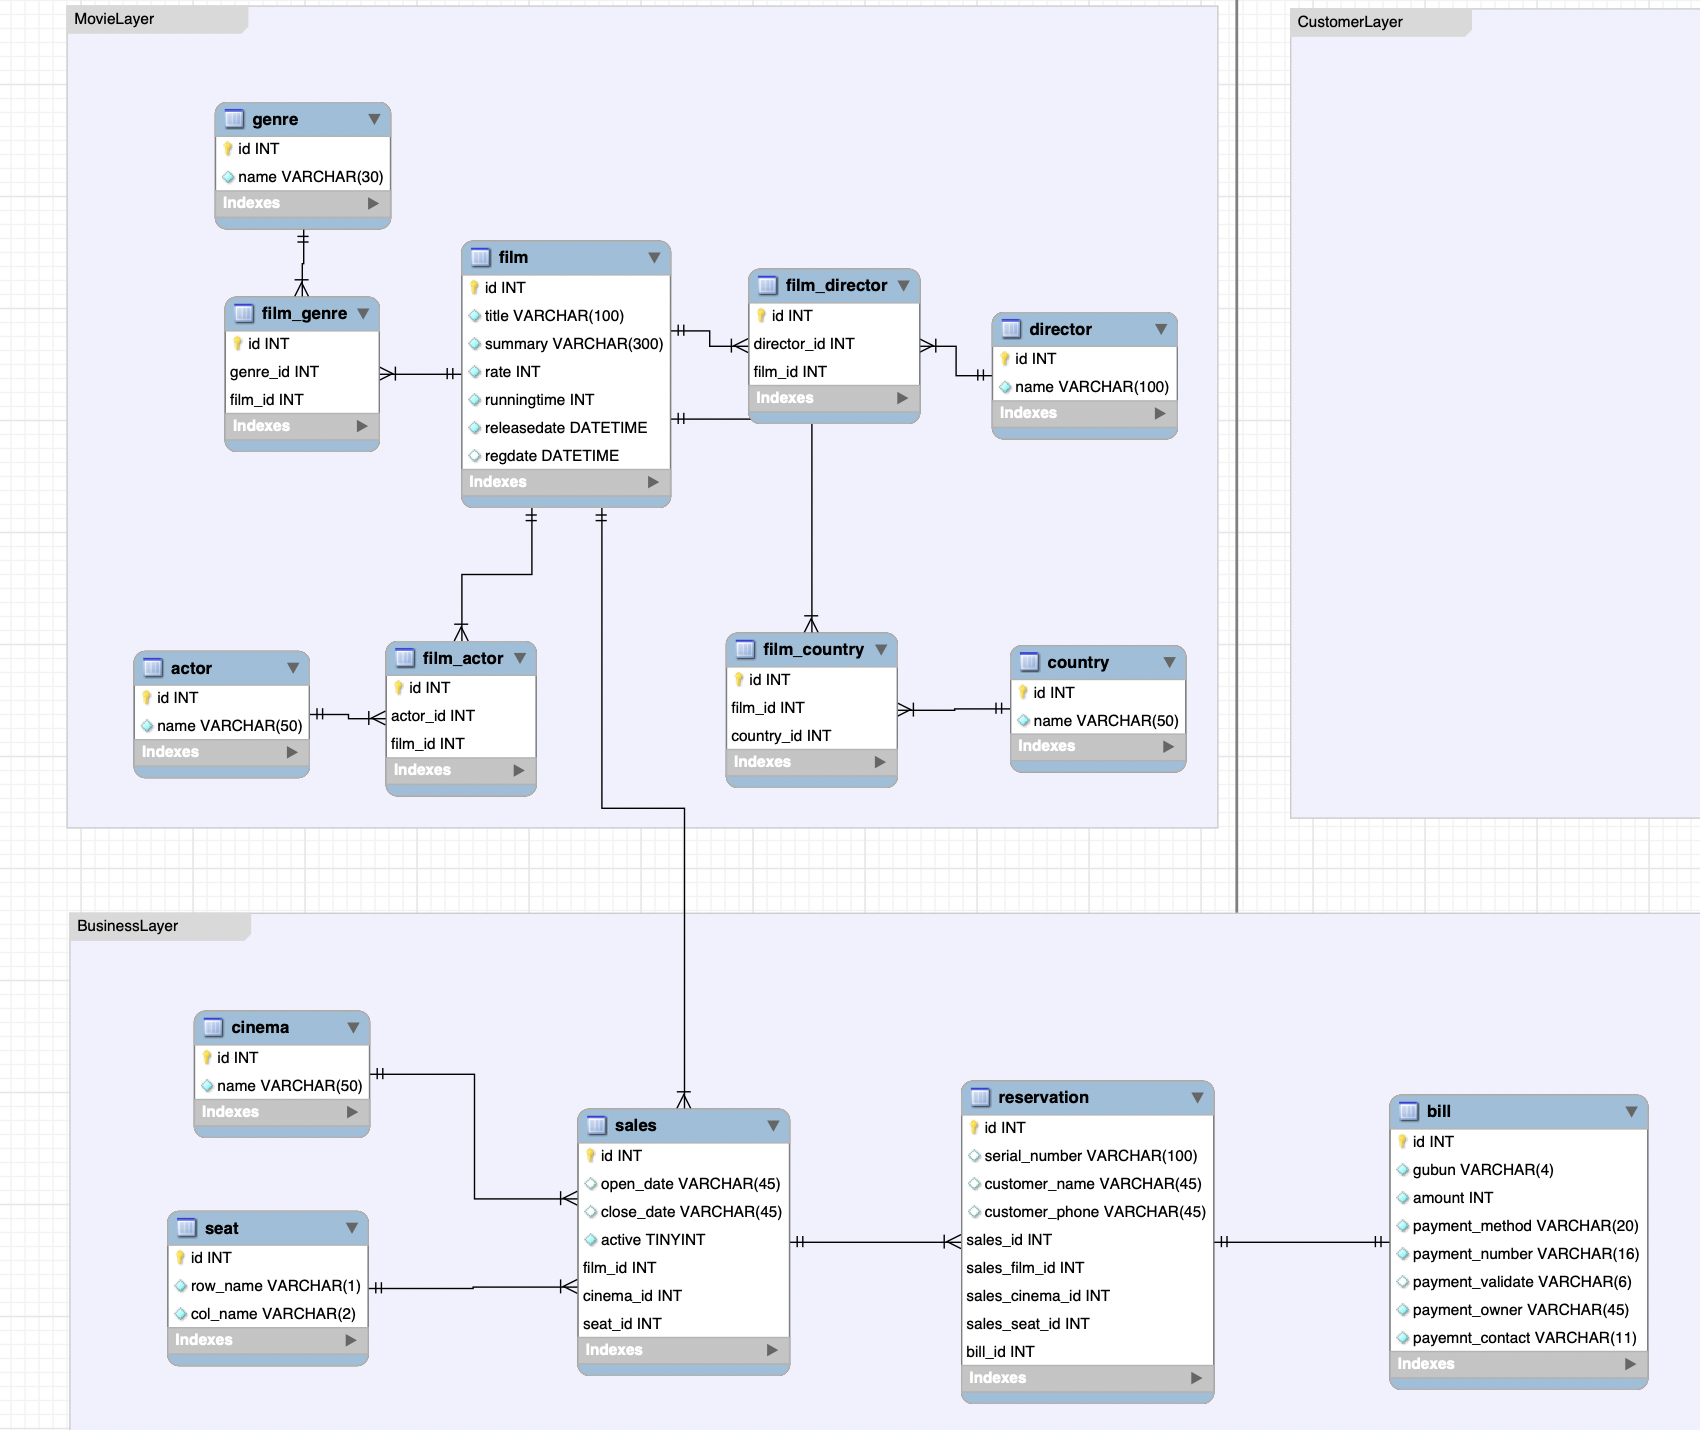 MovieLayer
CustomerLayer
genre
id INT
name VARCHAR(30)
Indexes
film
id INT
title VARCHAR(100)
summary VARCHAR(300)
rate INT
runningtime INT
releasedate DATETIME
regdate DATETIME
Indexes
film_director
id INT
director_id INT
film_id INT
Indexes
director
id INT
name VARCHAR(100)
Indexes
film_genre
id INT
genre_id INT
film_id INT
Indexes
actor
id INT
name VARCHAR(50)
Indexes
film_actor
id INT
actor_id INT
film_id INT
Indexes
film_country
id INT
film_id INT
country_id INT
Indexes
country
id INT
name VARCHAR(50)
Indexes
BusinessLayer
cinema
id INT
name VARCHAR(50)
Indexes
seat
id INT
row_name VARCHAR(1)
col_name VARCHAR(2)
Indexes
sales
id INT
open_date VARCHAR(45)
close_date VARCHAR(45)
active TINYINT
film_id INT
cinema_id INT
seat_id INT
Indexes
reservation
id INT
serial_number VARCHAR(100)
customer_name VARCHAR(45)
customer_phone VARCHAR(45)
sales_id INT
sales_film_id INT
sales_cinema_id INT
sales_seat_id INT
bill_id INT
Indexes
bill
id INT
gubun VARCHAR(4)
amount INT
payment_method VARCHAR(20)
payment_number VARCHAR(16)
payment_validate VARCHAR(6)
payment_owner VARCHAR(45)
payemnt_contact VARCHAR(11)
Indexes